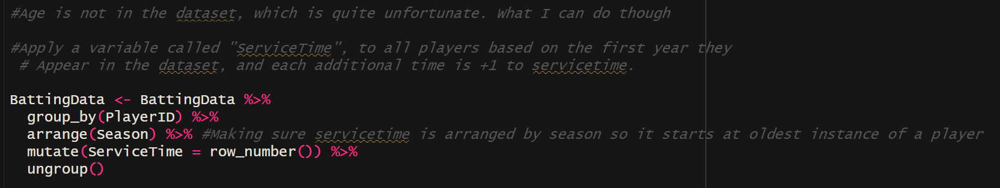 #Age is not in the dataset, which is quite unfortunate. What I can do though
#Apply a variable called "ServiceTime", to all players based on the first year they
# Appear in the dataset, and each additional time is +1 to servicetime.
BattingData <- BattingData %>%
group_by(PlayerID) %>%
arrange(Season) %>% #Making sure servicetime is arranged by season so it starts at oldest instance of a player
mutate(ServiceTime = row_number()) %>%
ungroup()